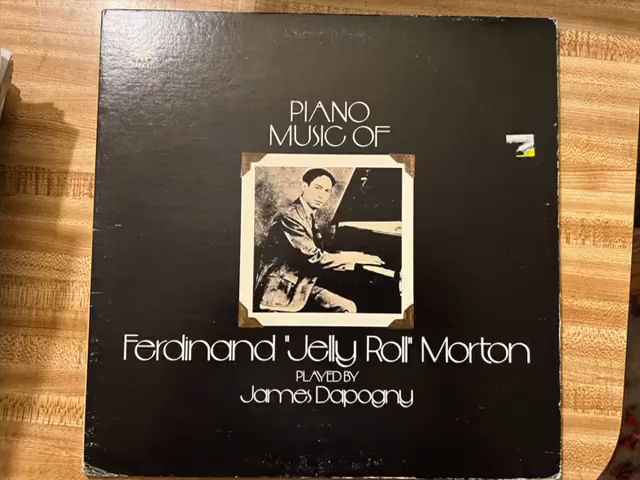 PIANO
MUSIC OF
Ferdinand "Jelly Roll" Morton
PLAYED BY
James Dapogny